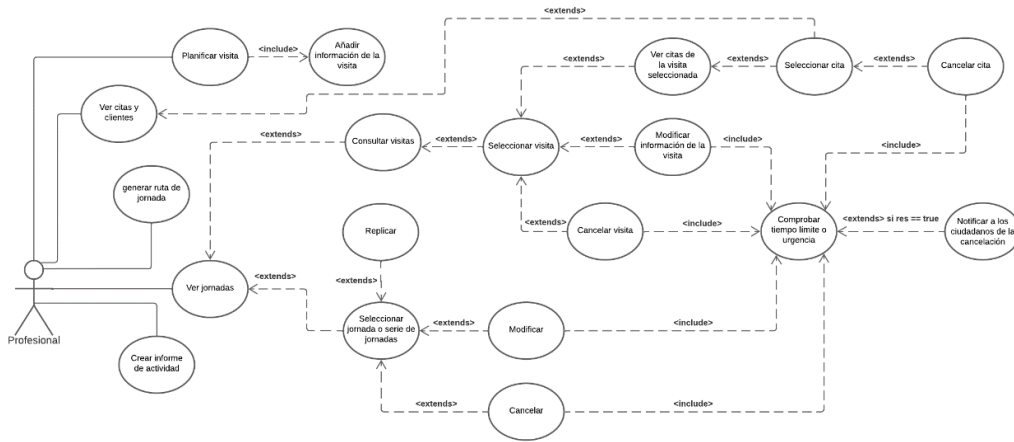 <extends>
Planificar visita
<include>
Añadir
información de la
visita
Ver citas de
la visita
seleccionada
<extends>
<extends>
Seleccionar cita
<extends>
Cancelar cita
Ver citas y
clientes
<extends>
Consultar visitas
<extends>
Seleccionar visita
<extends>
Modificar
información de la
visita
<include>
<include>
generar ruta de
jornada
Replicar
<extends>
Cancelar visita
<include>
Comprobar
tiempo límite o
urgencia
<extends> si res == true
Notificar a los
ciudadanos de la
cancelación
Ver jornadas
<extends>
<extends>
Seleccionar
jornada o serie de
jornadas
<extends>
Modificar
<include>
Profesional
Crear informe
de actividad
<extends>
Cancelar
<include>